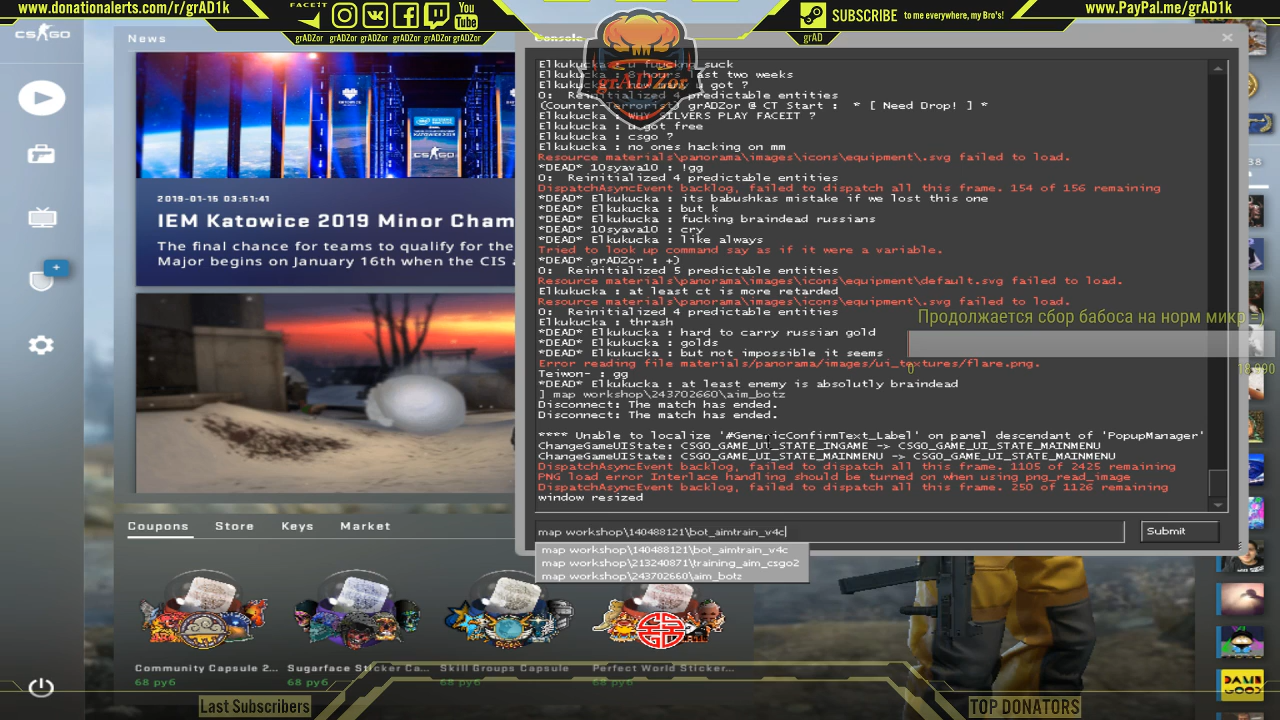 www.donationalerts.com/r/grAD1k
FACEIT
You
Tube
grADZor grADZor grADZor grADZor grADZor
SUBSCRIBE to me everywhere, my Bro's!
grAD
www.PayPal.me/grAD1k
CS:GO
News
Console
grADZor
Elkukucka : u fuuckng suck
Elkukucka : 8 hours last two weeks
Elkukucka : how many u got ?
0: Reinitialized 4 predictable entities
(Counter-Terrorist) grADZor @ CT Start : * [ Need Drop! ] *
Elkukucka : WHY SILVERS PLAY FACEIT ?
Elkukucka : u got free
Elkukucka : csgo ?
Elkukucka : no ones hacking on mm
Resource materials\panorama\images\icons\equipment\.svg failed to load.
*DEAD* 10syava10 : !gg
0: Reinitialized 4 predictable entities
DispatchAsyncEvent backlog, failed to dispatch all this frame. 154 of 156 remaining
*DEAD* Elkukucka : its babushkas mistake if we lost this one
*DEAD* Elkukucka : but k
*DEAD* Elkukucka : fucking braindead russians
*DEAD* 10syava10 : cry
*DEAD* Elkukucka : like always
Tried to look up command say as if it were a variable.
*DEAD* grADZor : +)
0: Reinitialized 5 predictable entities
Resource materials\panorama\images\icons\equipment\default.svg failed to load.
Elkukucka : at least ct is more retarded
Resource materials\panorama\images\icons\equipment\.svg failed to load.
0: Reinitialized 4 predictable entities
Elkukucka : thrash
*DEAD* Elkukucka : hard to carry russian gold
*DEAD* Elkukucka : golds
*DEAD* Elkukucka : but not impossible it seems
Error reading file materials/panorama/images/ui_textures/flare.png.
Teiwon- : gg
*DEAD* Elkukucka : at least enemy is absolutly braindead
] map workshop\243702660\aim_botz
Disconnect: The match has ended.
Disconnect: The match has ended.
**** Unable to localize '#GenericConfirmText_Label' on panel descendant of 'PopupManager'
ChangeGameUIState: CSGO_GAME_UI_STATE_INGAME -> CSGO_GAME_UI_STATE_MAINMENU
ChangeGameUIState: CSGO_GAME_UI_STATE_MAINMENU -> CSGO_GAME_UI_STATE_MAINMENU
DispatchAsyncEvent backlog, failed to dispatch all this frame. 1105 of 2425 remaining
PNG load error Interlace handling should be turned on when using png_read_image
DispatchAsyncEvent backlog, failed to dispatch all this frame. 250 of 1126 remaining
window resized
map workshop\140488121\bot_aimtrain_v4c
Submit
map workshop\140488121\bot_aimtrain_v4c
map workshop\213240871\training_aim_csgo2
map workshop\243702660\aim_botz
Продолжается сбор бабоса на норм микр =)
0
18 090
2019-01-15 03:51:41
IEM Katowice 2019 Minor Cham
The final chance for teams to qualify for the
Major begins on January 16th when the CIS a
Coupons Store Keys Market
Community Capsule 2... Sugarface Sticker Ca... Skill Groups Capsule Perfect World Sticker...
68 руб 68 руб 68 руб 68 руб
Last Subscribers
TOP DONATORS